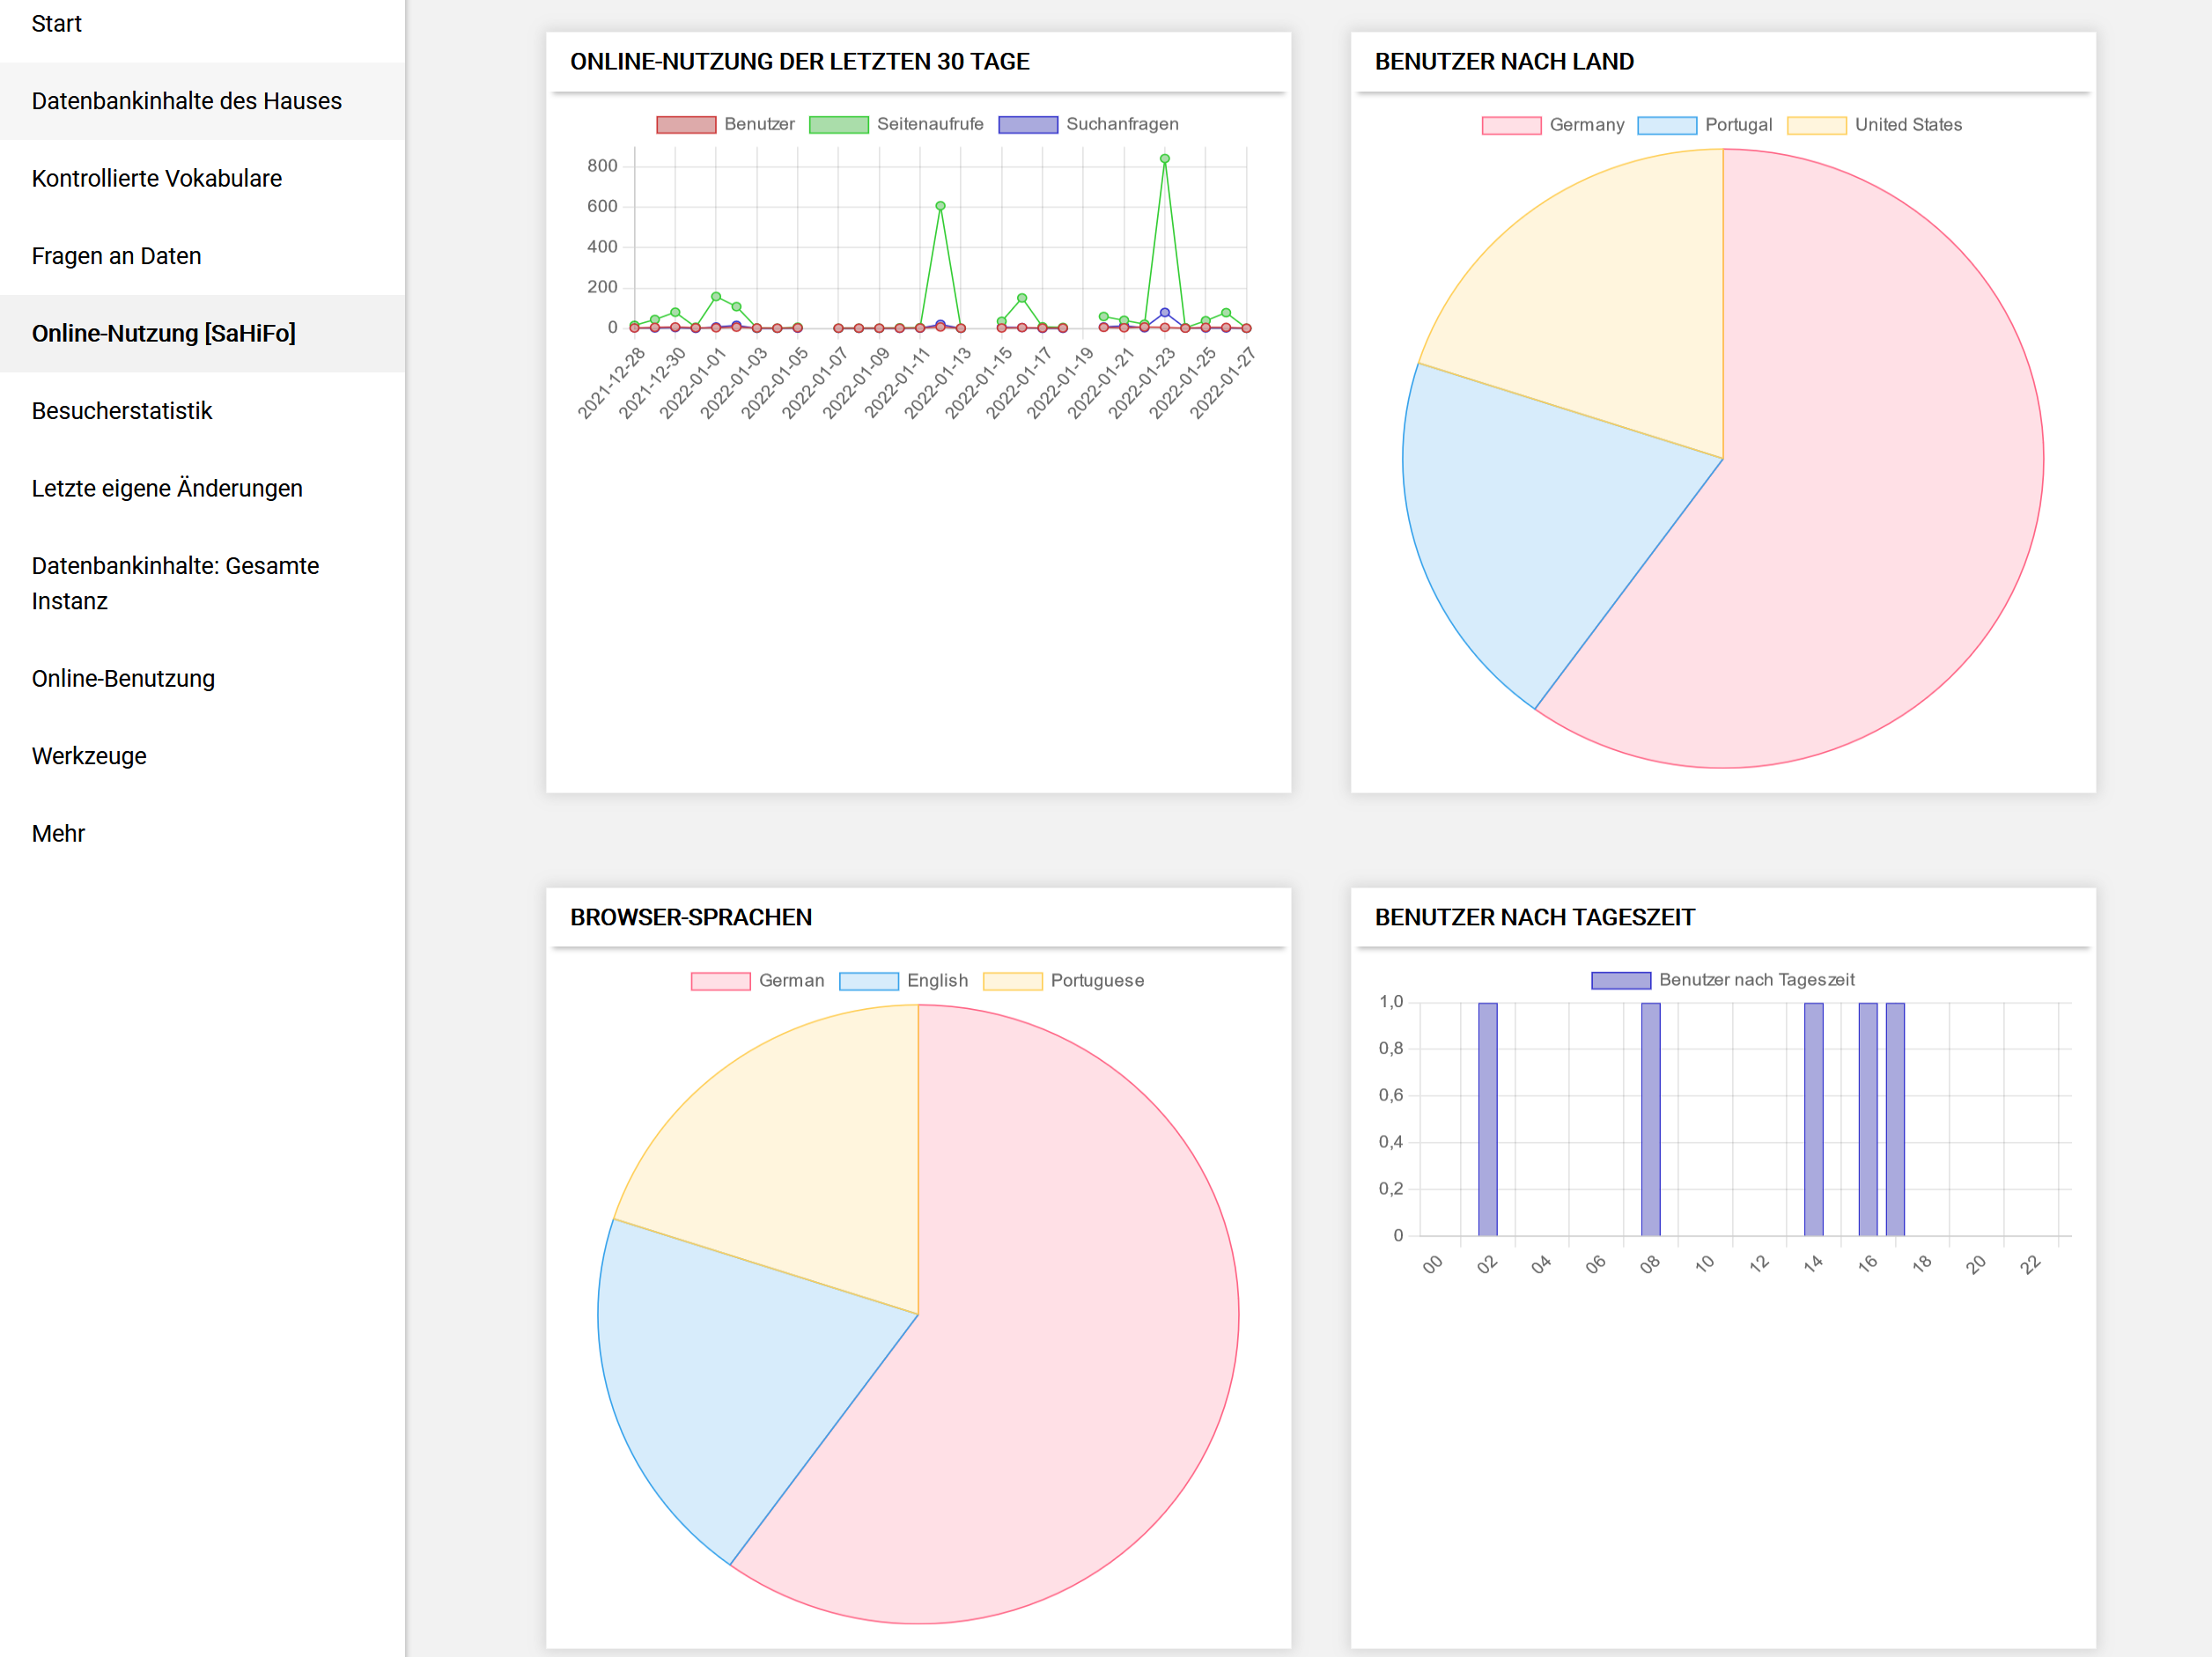 Start
Datenbankinhalte des Hauses
Kontrollierte Vokabulare
Fragen an Daten
Online-Nutzung [SaHiFo]
Besucherstatistik
Letzte eigene Änderungen
Datenbankinhalte: Gesamte
Instanz
Online-Benutzung
Werkzeuge
Mehr
ONLINE-NUTZUNG DER LETZTEN 30 TAGE
Benutzer Seitenaufrufe Suchanfragen
800
600
400
200
0
2021-12-28 2021-12-30 2022-01-01 2022-01-03 2022-01-05 2022-01-07 2022-01-09 2022-01-11 2022-01-13 2022-01-15 2022-01-17 2022-01-19 2022-01-21 2022-01-23 2022-01-25 2022-01-27
BENUTZER NACH LAND
Germany Portugal United States
BROWSER-SPRACHEN
German English Portuguese
BENUTZER NACH TAGESZEIT
Benutzer nach Tageszeit
1,0
0,8
0,6
0,4
0,2
0
00 02 04 06 08 10 12 14 16 18 20 22